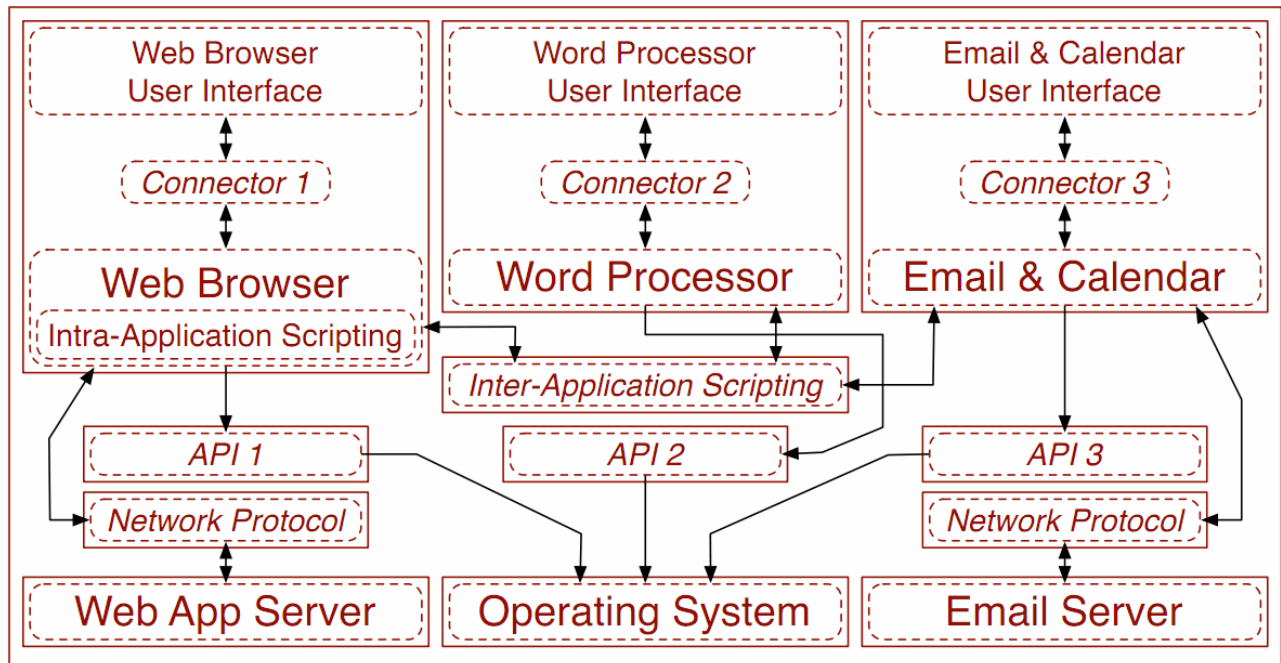 Web Browser
User Interface
Word Processor
User Interface
Email & Calendar
User Interface
Connector 1
Connector 2
Connector 3
Web Browser
Word Processor
Email & Calendar
Intra-Application Scripting
Inter-Application Scripting
API 1
API 2
API 3
Network Protocol
Network Protocol
Web App Server
Operating System
Email Server